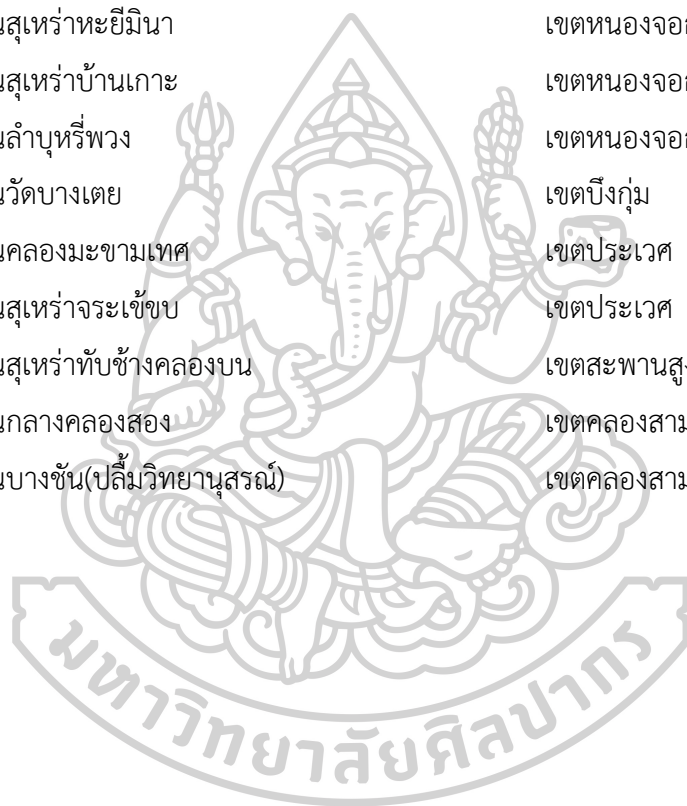 นสุเหร่าหะยีมินา เขตหนองจอก
นสุเหร่าบ้านเกาะ เขตหนองจอก
นลำบุหรี่พวง เขตหนองจอก
นวัดบางเตย เขตบึงกุ่ม
นคลองมะขามเทศ เขตประเวศ
นสุเหร่าจระเข้ขบ เขตประเวศ
นสุเหร่าทับช้างคลองบน เขตสะพานสูง
นกลางคลองสอง เขตคลองสาม
นบางชัน(ปลื้มวิทยานุสรณ์) เขตคลองสาม
มหาวิทยาลัยศิลปากร